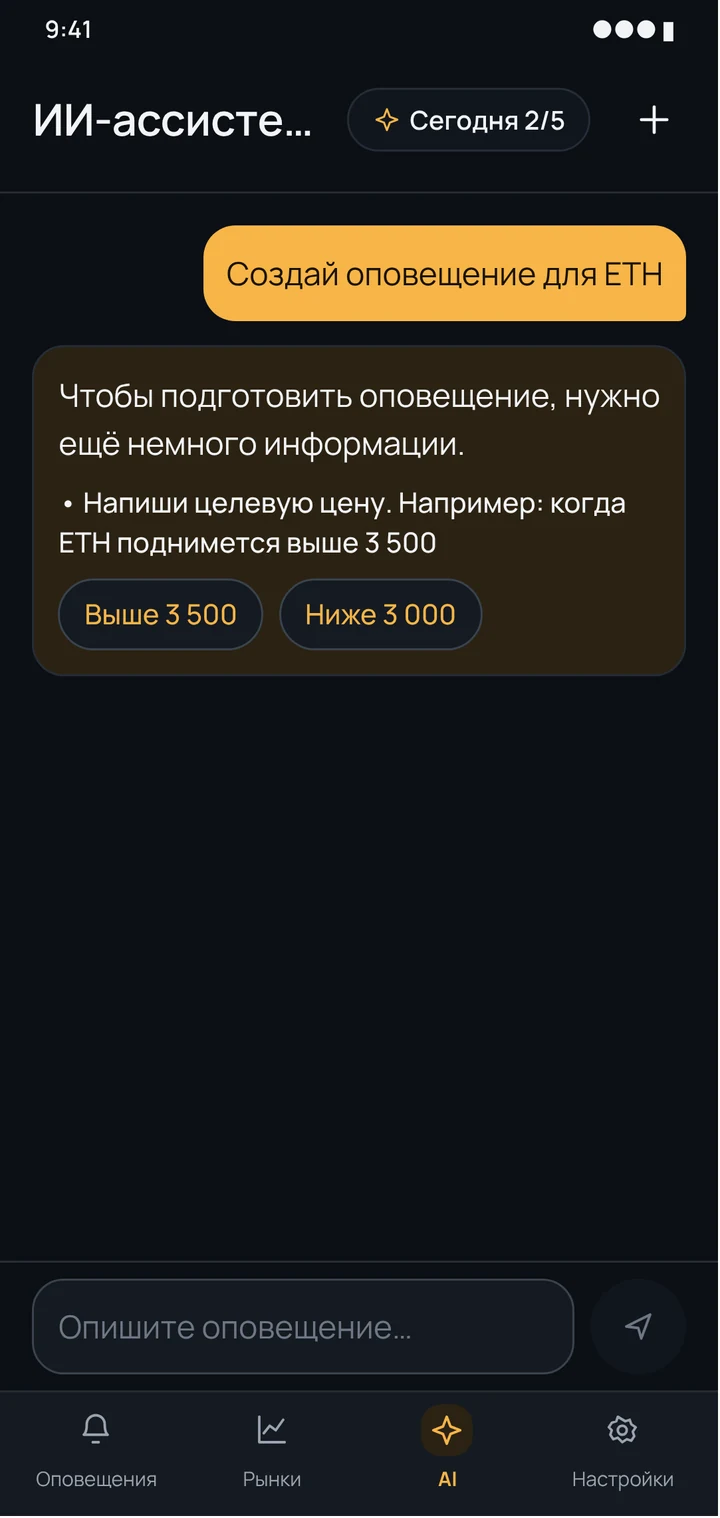 9:41
ИИ-ассисте...
Сегодня 2/5
Создай оповещение для ETH
Чтобы подготовить оповещение, нужно
ещё немного информации.
• Напиши целевую цену. Например: когда
ETH поднимется выше 3 500
Выше 3 500
Ниже 3 000
Опишите оповещение...
Оповещения
Рынки
AI
Настройки